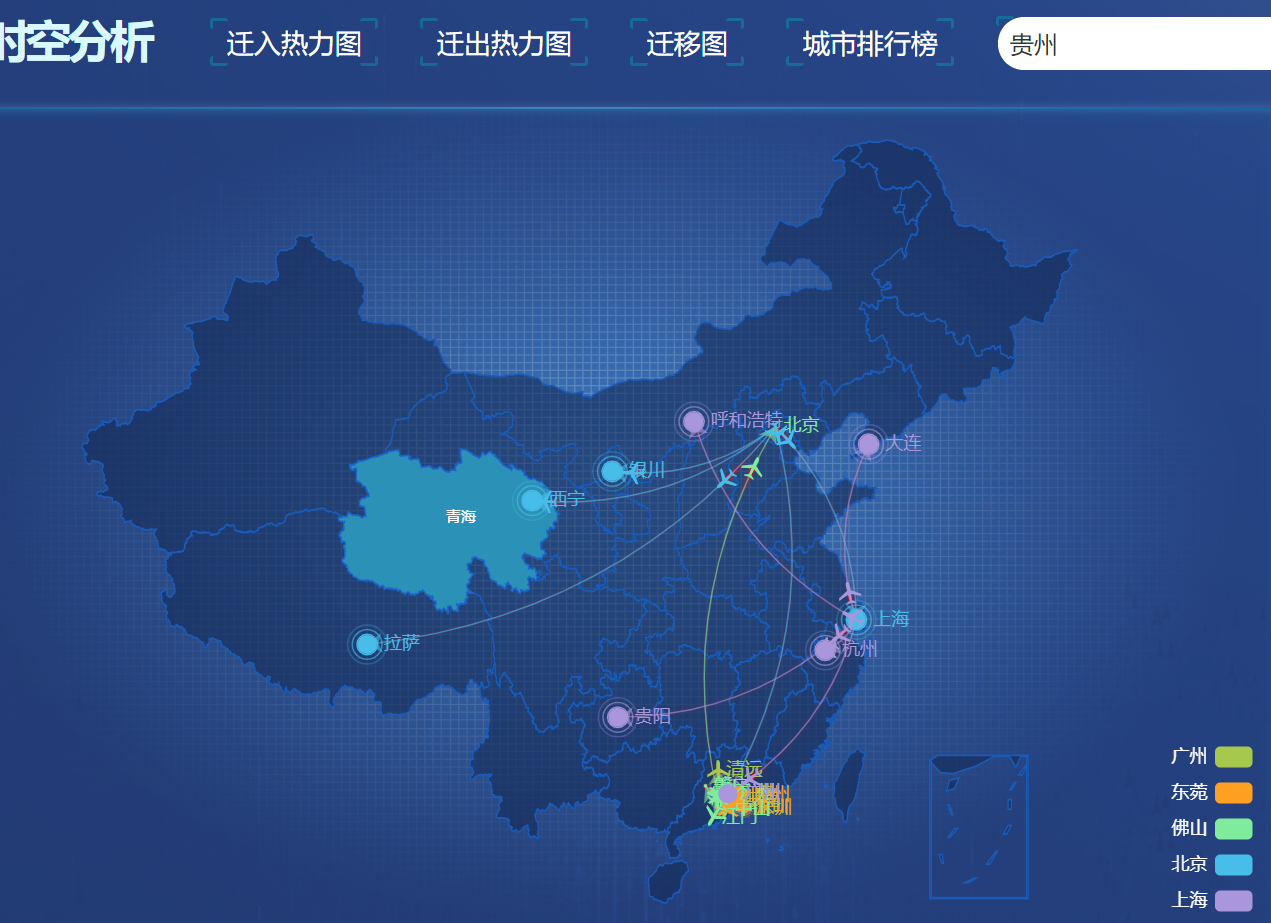 时空分析
迁入热力图
迁出热力图
迁移图
城市排行榜
贵州
呼和浩特
北京
大连
银川
西宁
青海
上海
拉萨
杭州
贵阳
清远
江门
广州
东莞
佛山
北京
上海